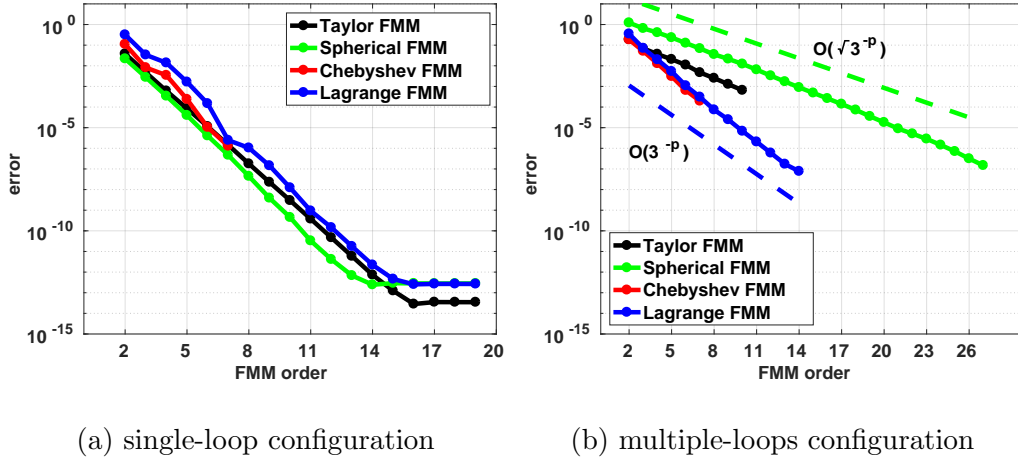 10^0
10^-5
10^-10
10^-15
error
2 5 8 11 14 17 20
FMM order
Taylor FMM
Spherical FMM
Chebyshev FMM
Lagrange FMM
(a) single-loop configuration
10^0
10^-5
10^-10
10^-15
error
2 5 8 11 14 17 20 23 26
FMM order
O(√3^-p)
O(3^-p)
Taylor FMM
Spherical FMM
Chebyshev FMM
Lagrange FMM
(b) multiple-loops configuration